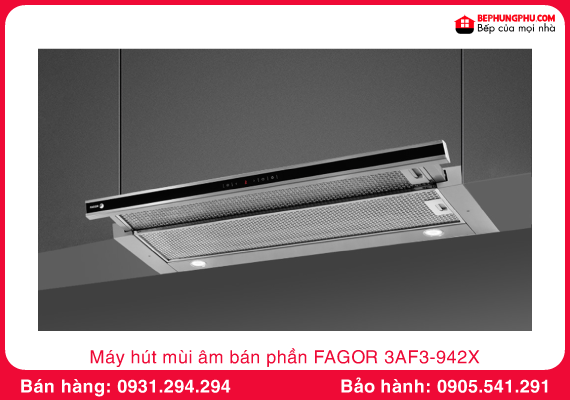 BEPHUNGPHU.COM
Bếp của mọi nhà
FAGOR
Máy hút mùi âm bán phần FAGOR 3AF3-942X
Bán hàng: 0931.294.294
Bảo hành: 0905.541.291